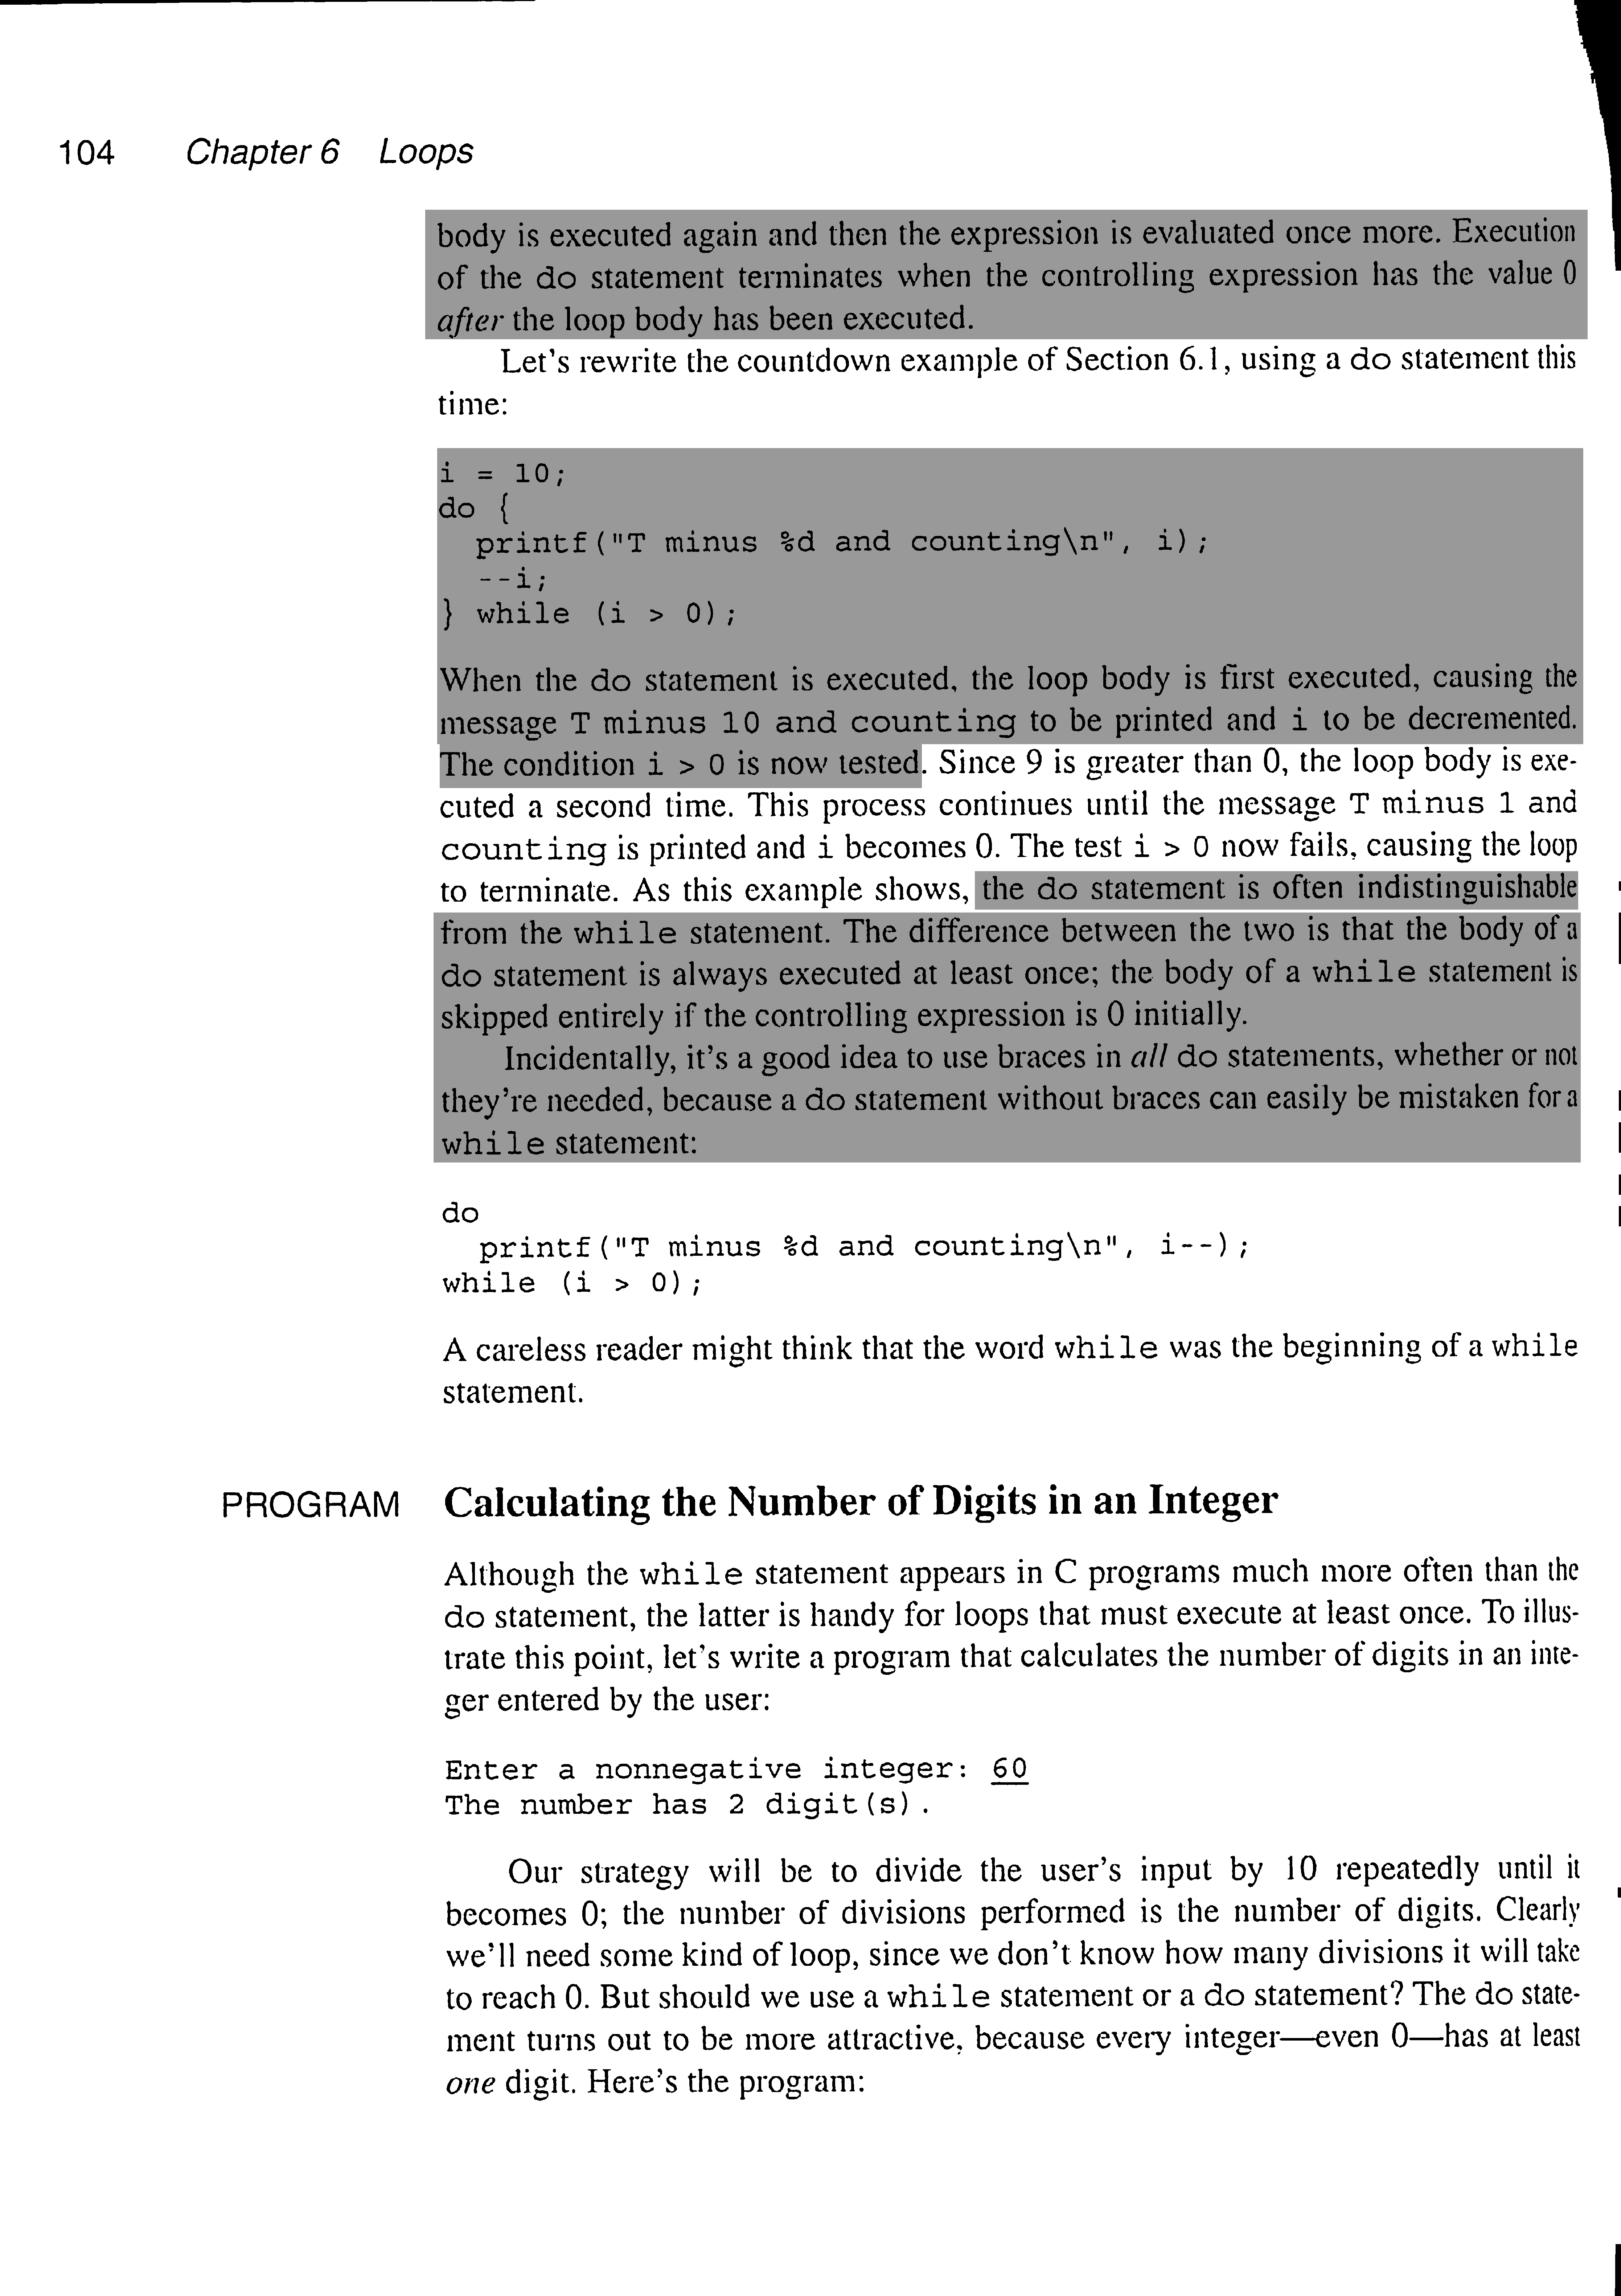 104 Chapter 6 Loops
body is executed again and then the expression is evaluated once more. Execution
of the do statement terminates when the controlling expression has the value 0
after the loop body has been executed.
Let's rewrite the countdown example of Section 6.1, using a do statement this
time:
i = 10;
do {
  printf("T minus %d and counting\n", i);
  --i;
} while (i > 0);
When the do statement is executed, the loop body is first executed, causing the
message T minus 10 and counting to be printed and i to be decremented.
The condition i > 0 is now tested. Since 9 is greater than 0, the loop body is exe-
cuted a second time. This process continues until the message T minus 1 and
counting is printed and i becomes 0. The test i > 0 now fails, causing the loop
to terminate. As this example shows, the do statement is often indistinguishable
from the while statement. The difference between the two is that the body of a
do statement is always executed at least once; the body of a while statement is
skipped entirely if the controlling expression is 0 initially.
Incidentally, it's a good idea to use braces in all do statements, whether or not
they're needed, because a do statement without braces can easily be mistaken for a
while statement:
do
  printf("T minus %d and counting\n", i--);
while (i > 0);
A careless reader might think that the word while was the beginning of a while
statement.
PROGRAM Calculating the Number of Digits in an Integer
Although the while statement appears in C programs much more often than the
do statement, the latter is handy for loops that must execute at least once. To illus-
trate this point, let's write a program that calculates the number of digits in an inte-
ger entered by the user:
Enter a nonnegative integer: 60
The number has 2 digit(s).
Our strategy will be to divide the user's input by 10 repeatedly until it
becomes 0; the number of divisions performed is the number of digits. Clearly
we'll need some kind of loop, since we don't know how many divisions it will take
to reach 0. But should we use a while statement or a do statement? The do state-
ment turns out to be more attractive, because every integer—even 0—has at least
one digit. Here's the program: